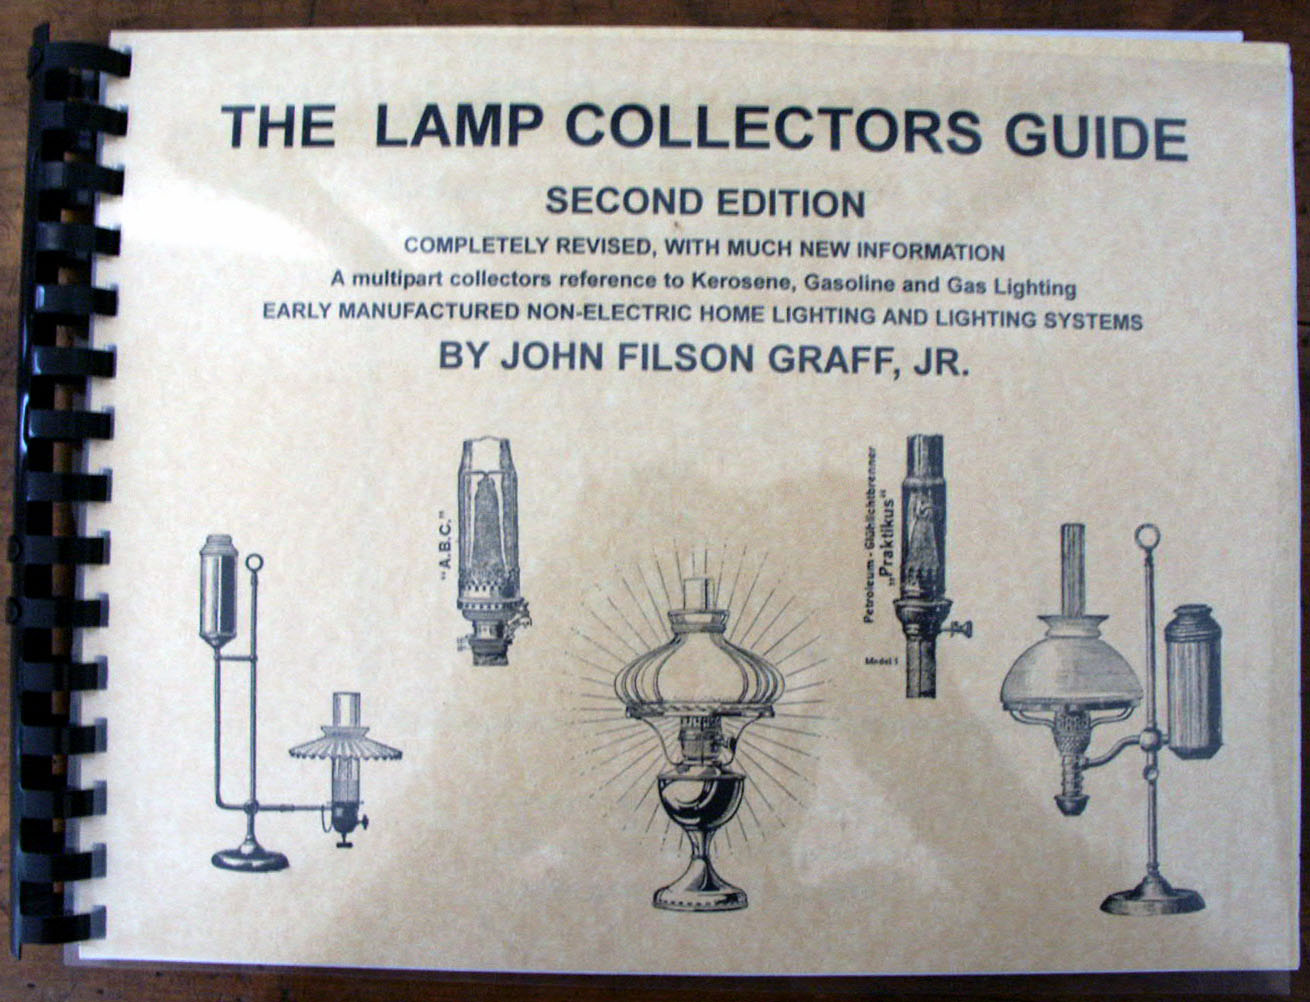 THE LAMP COLLECTORS GUIDE
SECOND EDITION
COMPLETELY REVISED, WITH MUCH NEW INFORMATION
A multipart collectors reference to Kerosene, Gasoline and Gas Lighting
EARLY MANUFACTURED NON-ELECTRIC HOME LIGHTING AND LIGHTING SYSTEMS
BY JOHN FILSON GRAFF, JR.
"A.B.C."
Petroleum - Glühlichtbrenner
„Praktikus"
Model 1